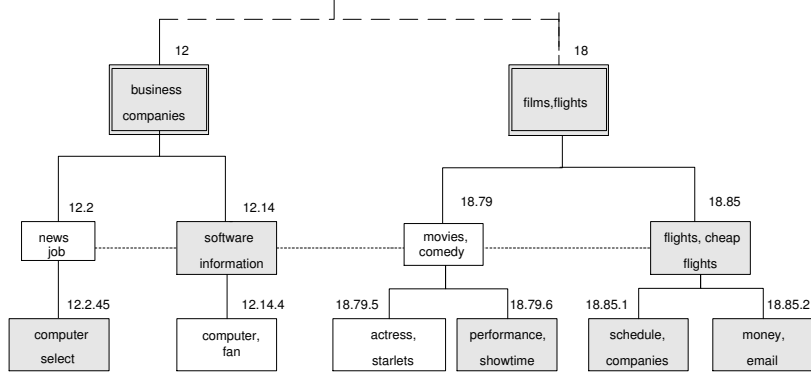 12
18
business
companies
films,flights
12.2
12.14
18.79
18.85
news
job
software
information
movies,
comedy
flights, cheap
flights
12.2.45
12.14.4
18.79.5
18.79.6
18.85.1
18.85.2
computer
select
computer,
fan
actress,
starlets
performance,
showtime
schedule,
companies
money,
email